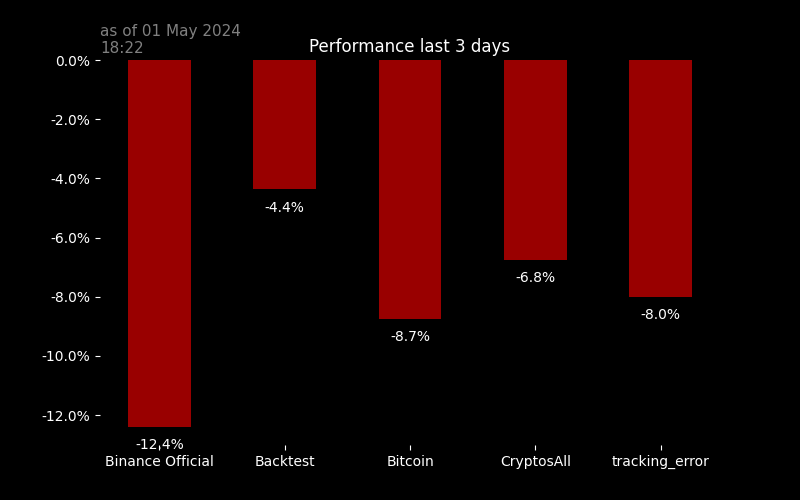 as of 01 May 2024
18:22
Performance last 3 days
0.0%
-2.0%
-4.0%
-6.0%
-8.0%
-10.0%
-12.0%
-12.4%
-4.4%
-8.7%
-6.8%
-8.0%
Binance Official
Backtest
Bitcoin
CryptosAll
tracking_error